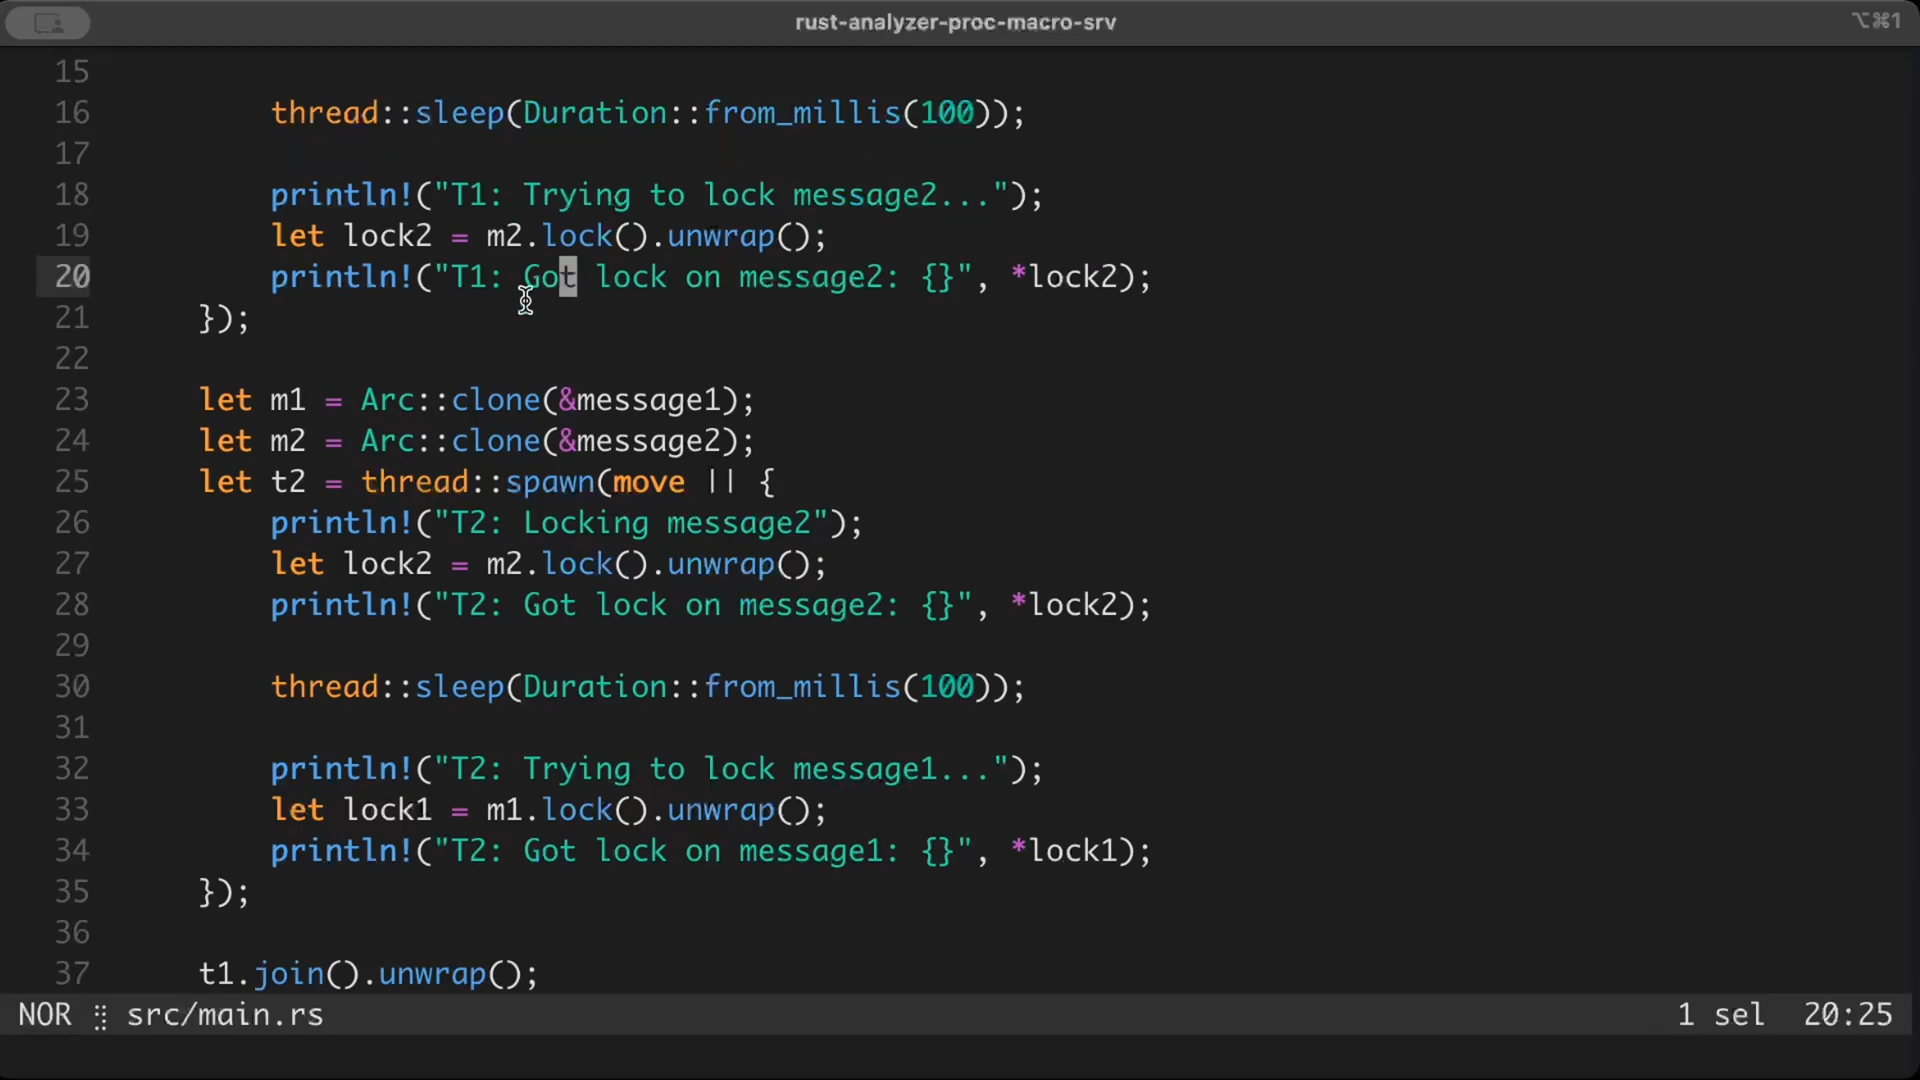 rust-analyzer-proc-macro-srv
⌥⌘1
15
16 thread::sleep(Duration::from_millis(100));
17
18 println!("T1: Trying to lock message2...");
19 let lock2 = m2.lock().unwrap();
20 println!("T1: Got lock on message2: {}", *lock2);
21 });
22
23 let m1 = Arc::clone(&message1);
24 let m2 = Arc::clone(&message2);
25 let t2 = thread::spawn(move || {
26 println!("T2: Locking message2");
27 let lock2 = m2.lock().unwrap();
28 println!("T2: Got lock on message2: {}", *lock2);
29
30 thread::sleep(Duration::from_millis(100));
31
32 println!("T2: Trying to lock message1...");
33 let lock1 = m1.lock().unwrap();
34 println!("T2: Got lock on message1: {}", *lock1);
35 });
36
37 t1.join().unwrap();
NOR src/main.rs 1 sel 20:25